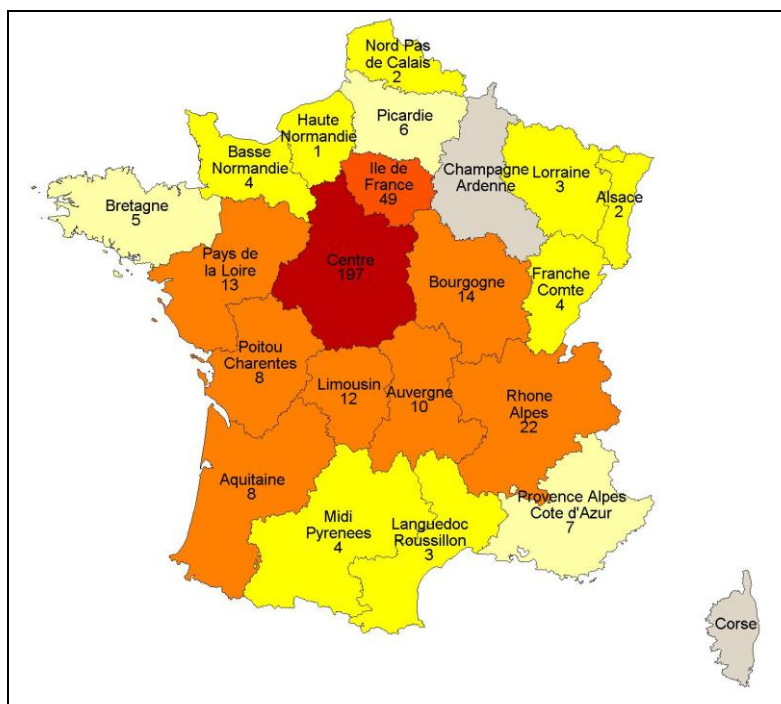 Nord Pas
de Calais
2
Haute
Normandie
1
Picardie
6
Basse
Normandie
4
Ile de
France
49
Champagne
Ardenne
Lorraine
3
Alsace
2
Bretagne
5
Pays de
la Loire
13
Centre
197
Bourgogne
14
Franche
Comte
4
Poitou
Charentes
8
Limousin
12
Auvergne
10
Rhone
Alpes
22
Aquitaine
8
Midi
Pyrenees
4
Languedoc
Roussillon
3
Provence Alpes
Cote d'Azur
7
Corse